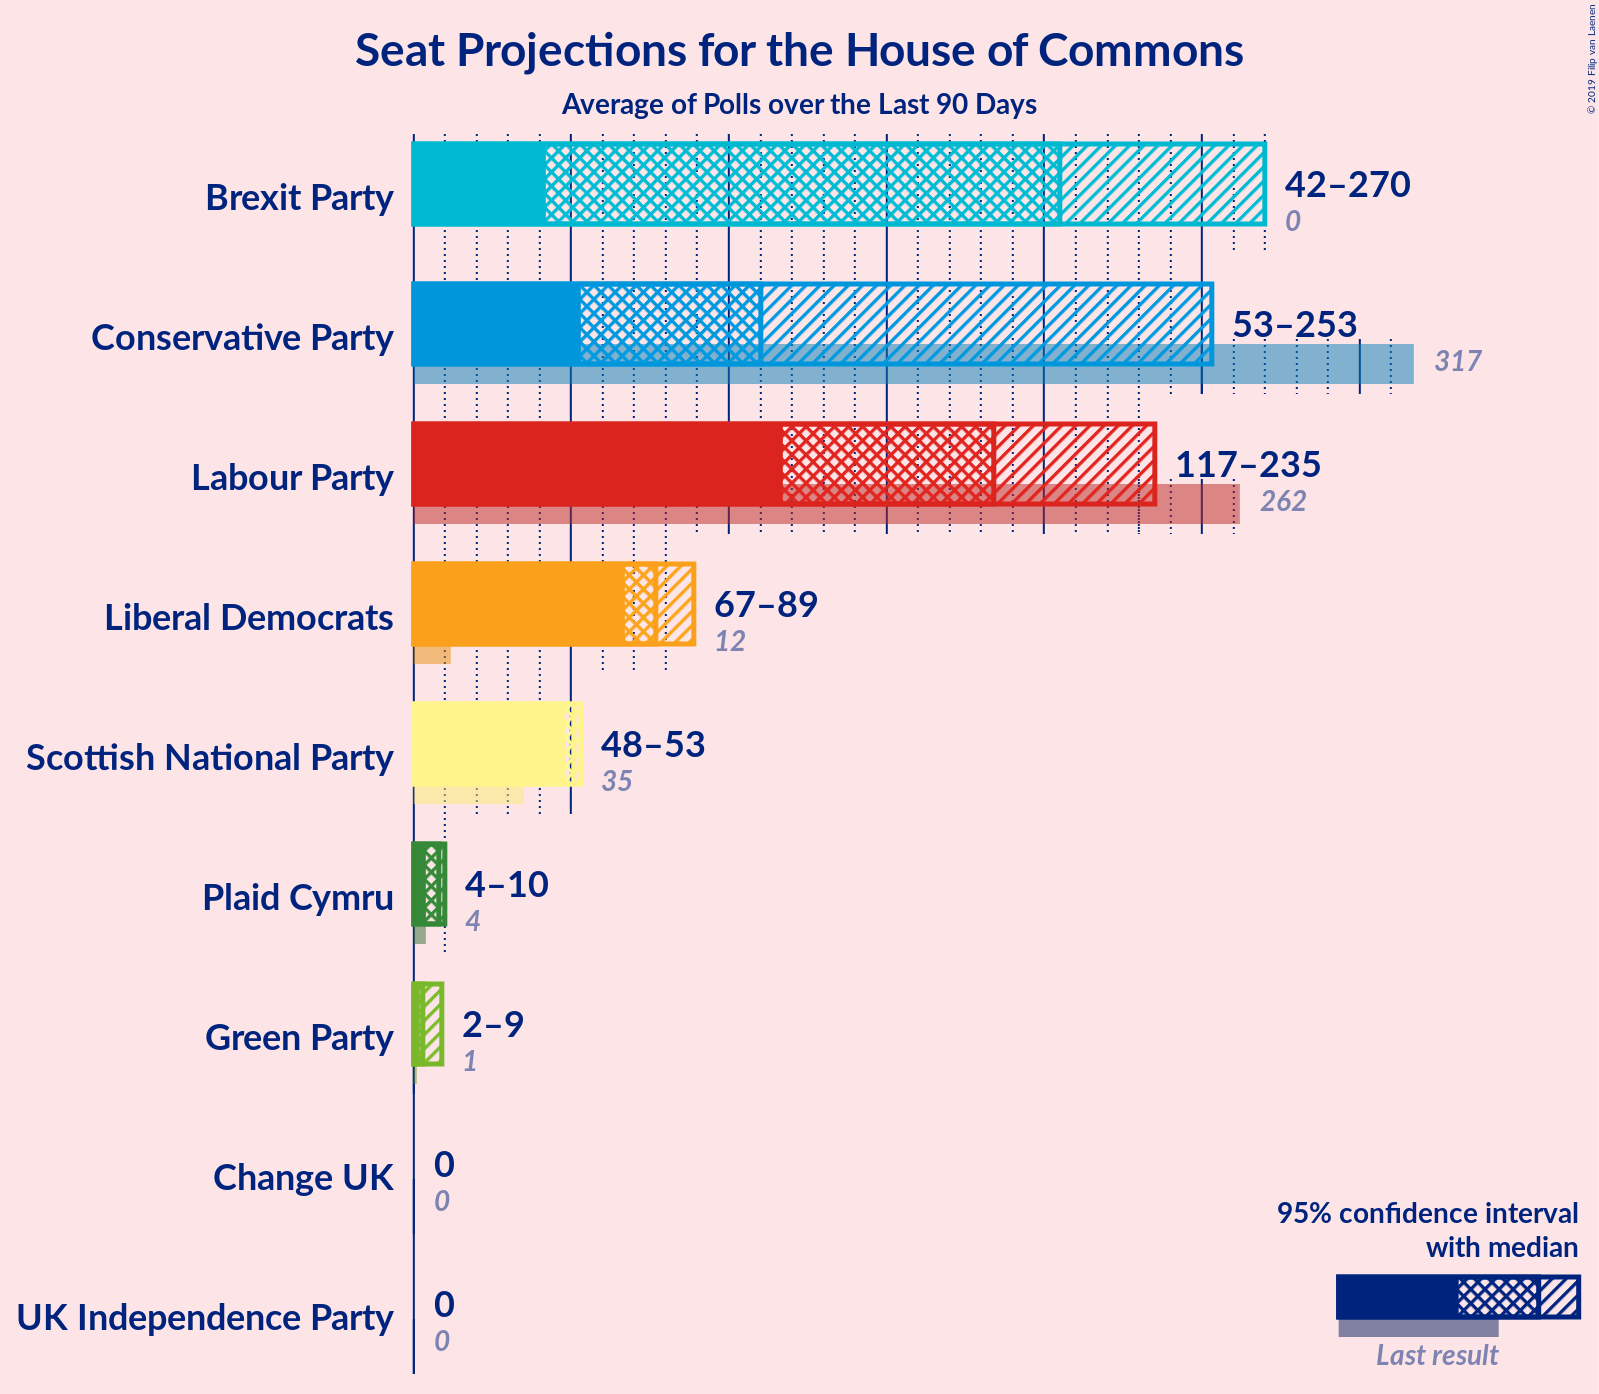 Seat Projections for the House of Commons
Average of Polls over the Last 90 Days
© 2019 Filip van Laenen
Brexit Party
42–270
0
Conservative Party
53–253
317
Labour Party
117–235
262
Liberal Democrats
67–89
12
Scottish National Party
48–53
35
Plaid Cymru
4–10
4
Green Party
2–9
1
Change UK
0
0
UK Independence Party
0
0
95% confidence interval
with median
Last result